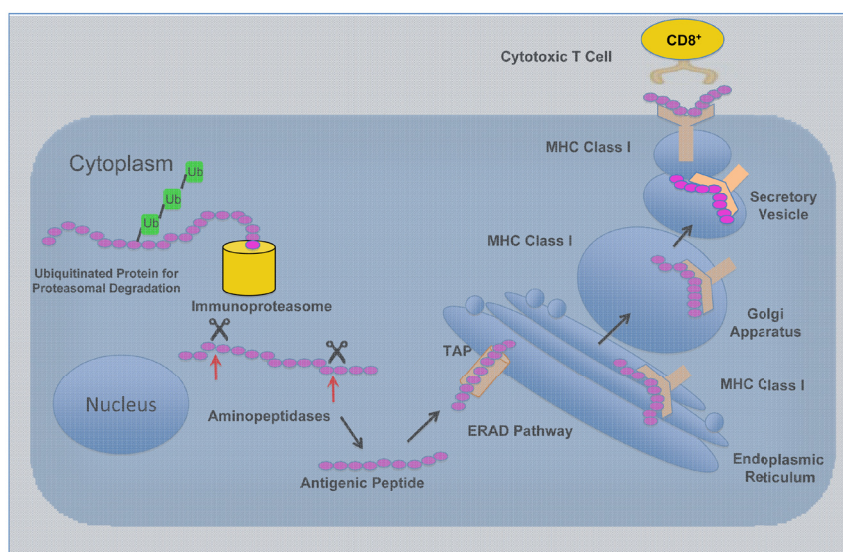 CD8+
Cytotoxic T Cell
MHC Class I
Cytoplasm
Ub
Ub
Ub
Secretory
Vesicle
MHC Class I
Ubiquitinated Protein for
Proteasomal Degradation
Immunoproteasome
Golgi
Apparatus
TAP
MHC Class I
Nucleus
Aminopeptidases
ERAD Pathway
Endoplasmic
Reticulum
Antigenic Peptide